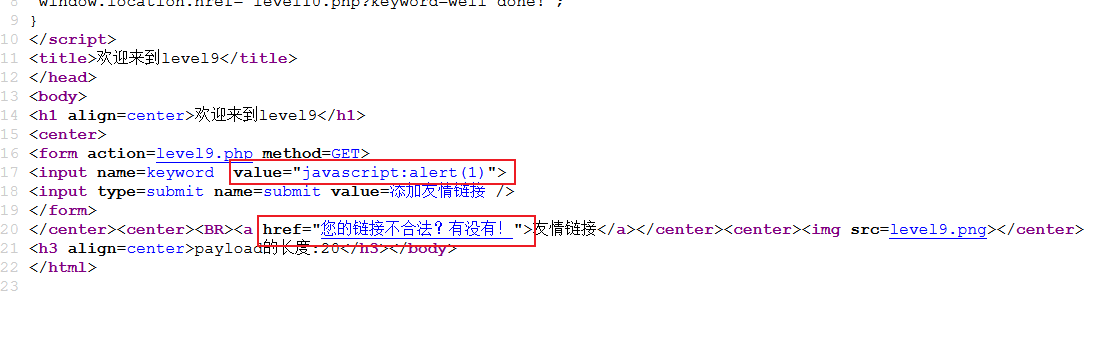 window.location.href="level10.php?keyword=well done!";
9 }
10 </script>
11 <title>欢迎来到level9</title>
12 </head>
13 <body>
14 <h1 align=center>欢迎来到level9</h1>
15 <center>
16 <form action=level9.php method=GET>
17 <input name=keyword  value="javascript:alert(1)">
18 <input type=submit name=submit value=添加友情链接 />
19 </form>
20 </center><center><BR><a href="您的链接不合法？有没有！">友情链接</a></center><center><img src=level9.png></center>
21 <h3 align=center>payload的长度:20</h3></body>
22 </html>
23